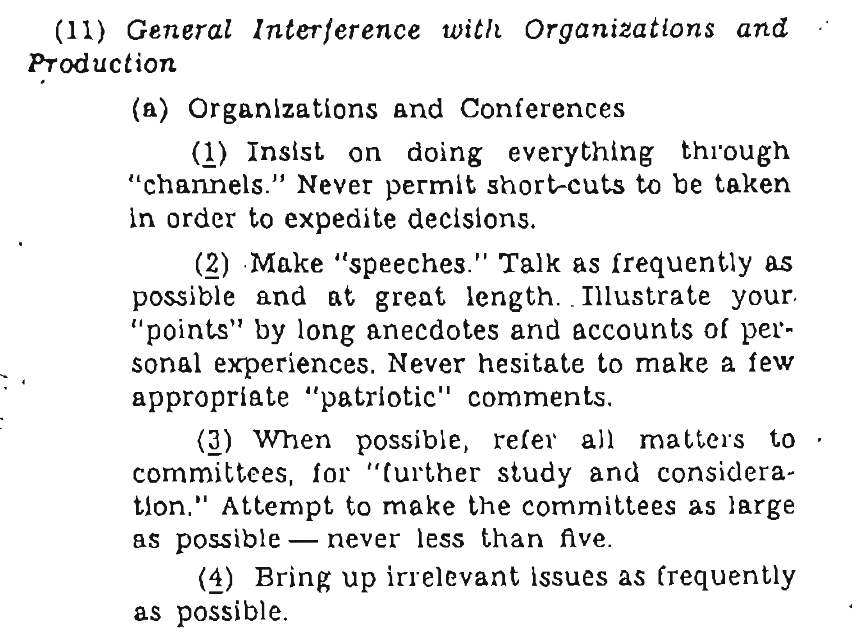 (11) General Interference with Organizations and
Production
(a) Organizations and Conferences
(1) Insist on doing everything through
"channels." Never permit short-cuts to be taken
in order to expedite decisions.
(2) Make "speeches." Talk as frequently as
possible and at great length. Illustrate your
"points" by long anecdotes and accounts of per-
sonal experiences. Never hesitate to make a few
appropriate "patriotic" comments.
(3) When possible, refer all matters to
committees, for "further study and considera-
tion." Attempt to make the committees as large
as possible — never less than five.
(4) Bring up irrelevant issues as frequently
as possible.